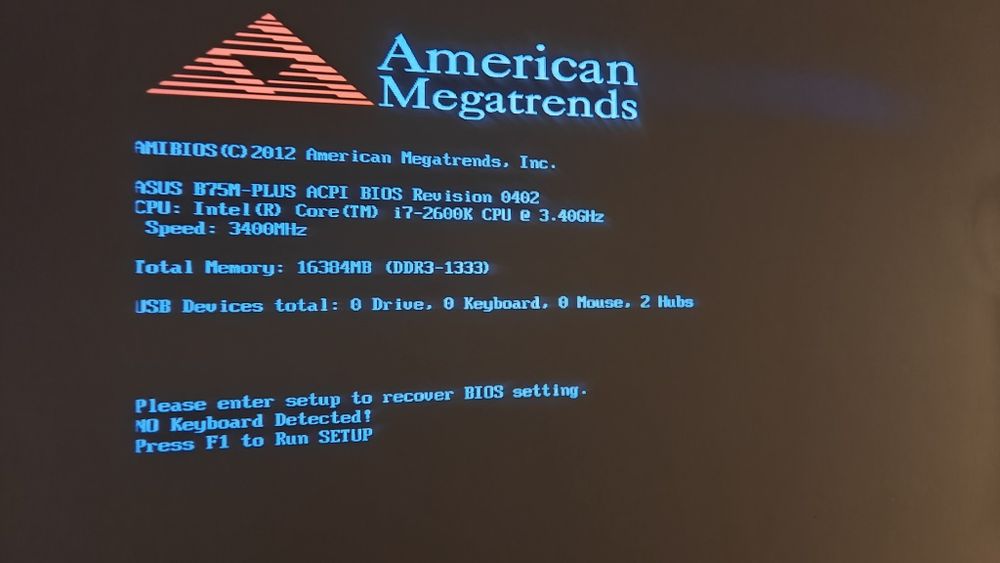 American
Megatrends
AMIBIOS(C)2012 American Megatrends, Inc.
ASUS B75M-PLUS ACPI BIOS Revision 0402
CPU: Intel(R) Core(TM) i7-2600K CPU @ 3.40GHz
Speed: 3400MHz
Total Memory: 16384MB (DDR3-1333)
USB Devices total: 0 Drive, 0 Keyboard, 0 Mouse, 2 Hubs
Please enter setup to recover BIOS setting.
NO Keyboard Detected!
Press F1 to Run SETUP